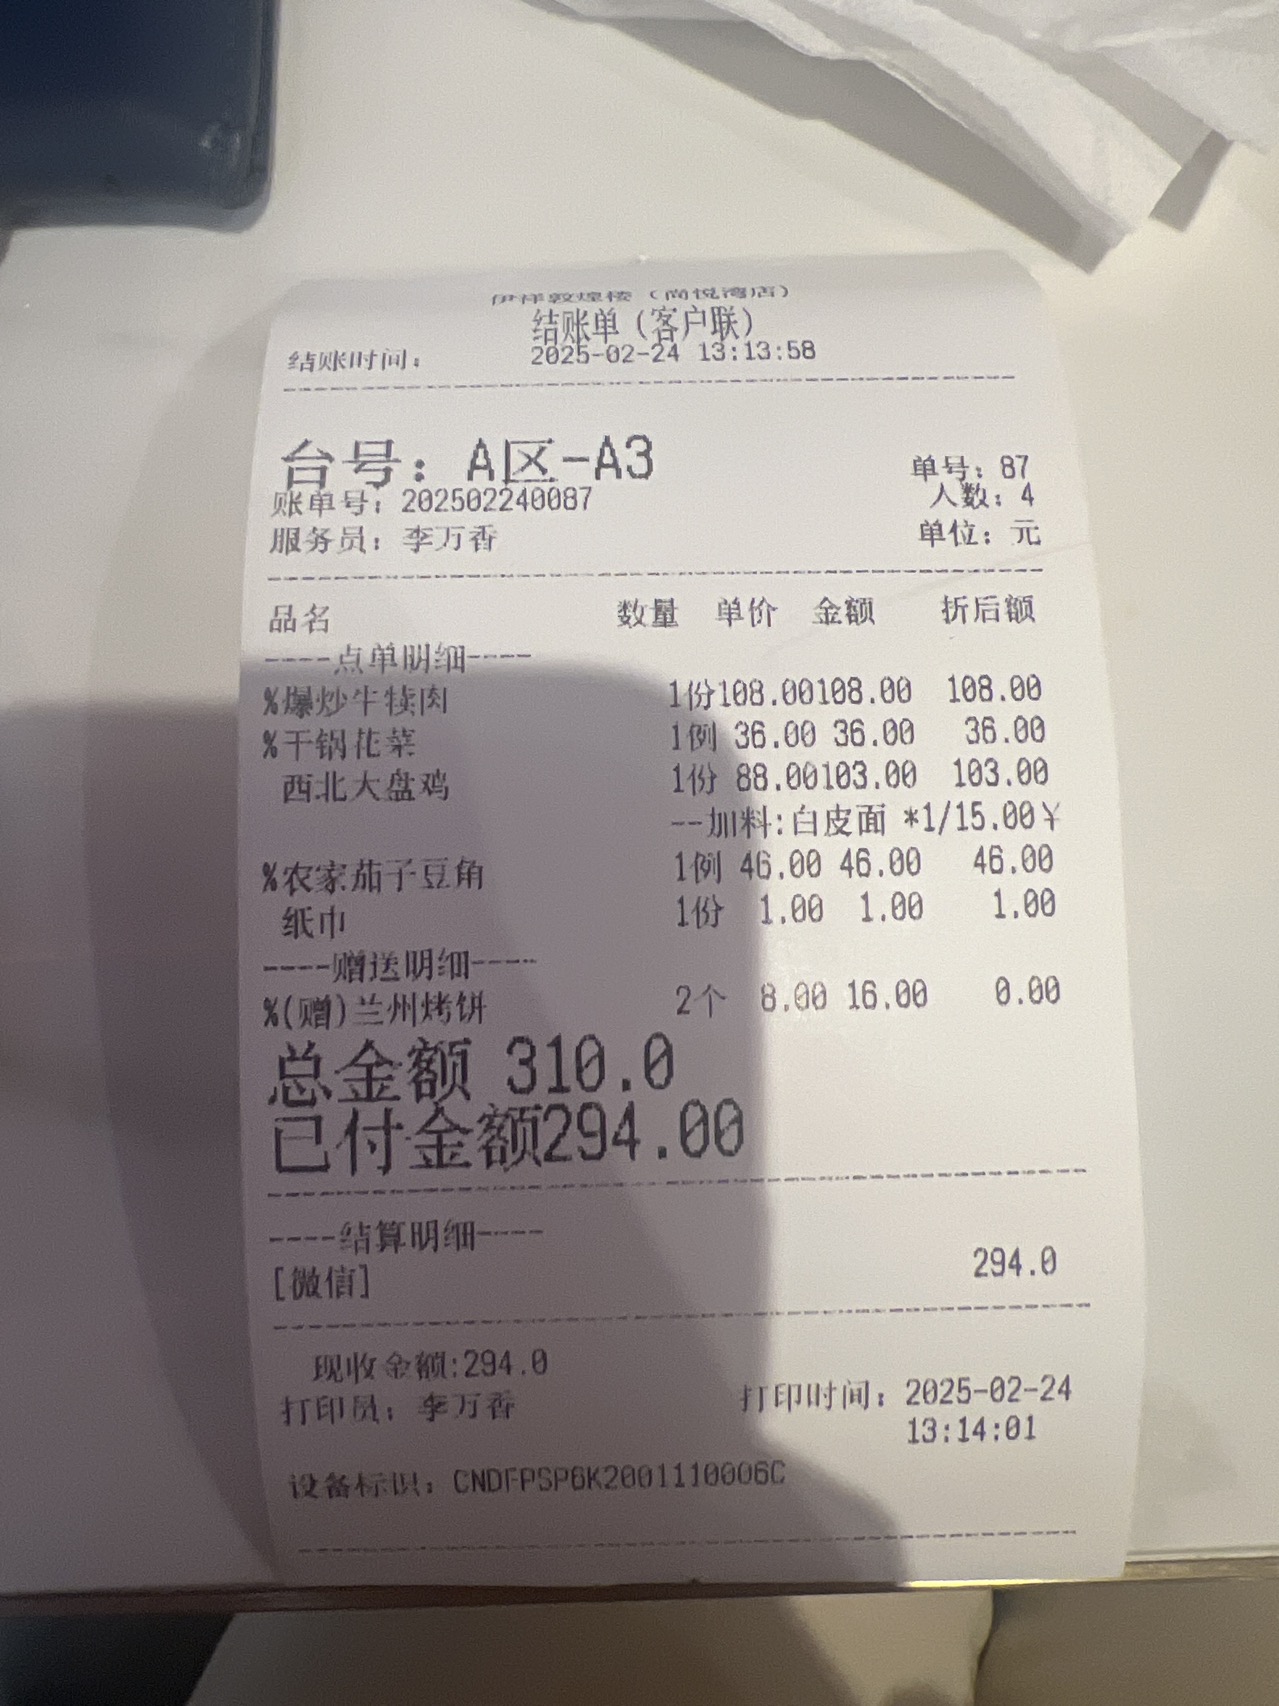 伊祥敦煌楼（尚悦湾店）
结账单（客户联）
结账时间： 2025-02-24 13:13:58
台号：A区-A3 单号：87
账单号：202502240087 人数：4
服务员：李万香 单位：元
品名 数量 单价 金额 折后额
----点单明细----
%爆炒牛犊肉 1份108.00108.00 108.00
%干锅花菜 1例 36.00 36.00 36.00
西北大盘鸡 1份 88.00103.00 103.00
--加料:白皮面 *1/15.00¥
%农家茄子豆角 1例 46.00 46.00 46.00
纸巾 1份 1.00 1.00 1.00
----赠送明细----
%(赠)兰州烤饼 2个 8.00 16.00 0.00
总金额 310.0
已付金额294.00
----结算明细----
[微信] 294.0
现收金额:294.0
打印员：李万香 打印时间：2025-02-24
13:14:01
设备标识：CNDFPSP6K2001110006C